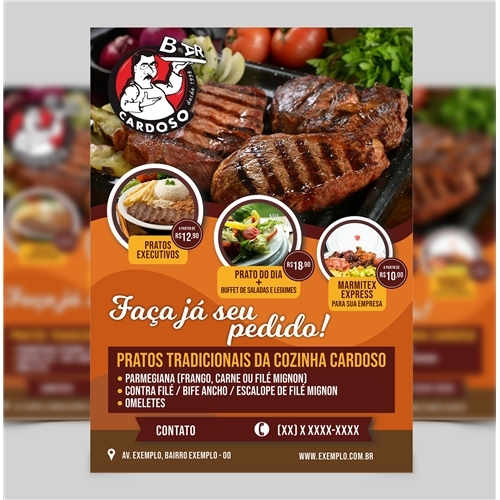 BAR
DESDE 1998
CARDOSO
PRATOS
EXECUTIVOS
A PARTIR DE
R$12,90
PRATO DO DIA
+
BUFFET DE SALADAS E LEGUMES
R$18,90
MARMITEX
EXPRESS
PARA SUA EMPRESA
A PARTIR DE
R$10,00
Faça já seu
pedido!
PRATOS TRADICIONAIS DA COZINHA CARDOSO
• PARMEGIANA (FRANGO, CARNE OU FILÉ MIGNON)
• CONTRA FILÉ / BIFE ANCHO / ESCALOPE DE FILÉ MIGNON
• OMELETES
CONTATO (XX) X XXXX-XXXX
AV. EXEMPLO, BAIRRO EXEMPLO - 00 WWW.EXEMPLO.COM.BR